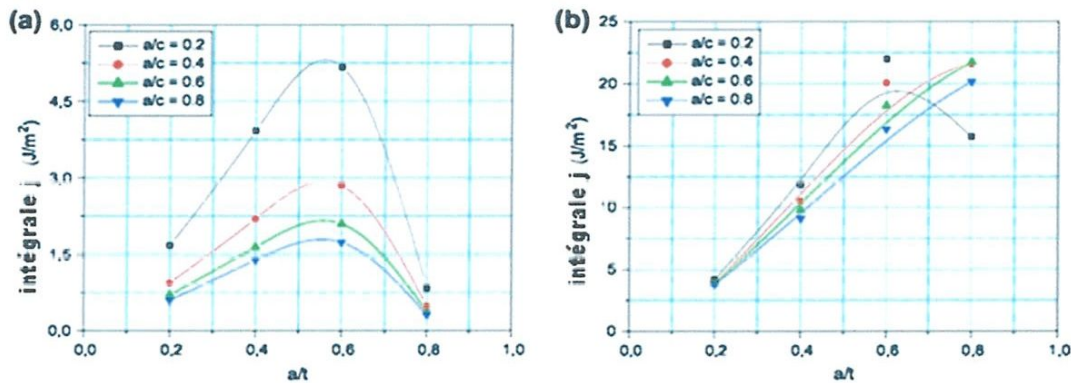 (a)
6,0
4,5
3,0
1,5
0,0
intégrale j (J/m²)
a/c = 0.2
a/c = 0.4
a/c = 0.6
a/c = 0.8
0,0 0,2 0,4 0,6 0,8 1,0
a/t
(b)
25
20
15
10
5
0
intégrale j (J/m²)
a/c = 0.2
a/c = 0.4
a/c = 0.6
a/c = 0.8
0,0 0,2 0,4 0,6 0,8 1,0
a/t